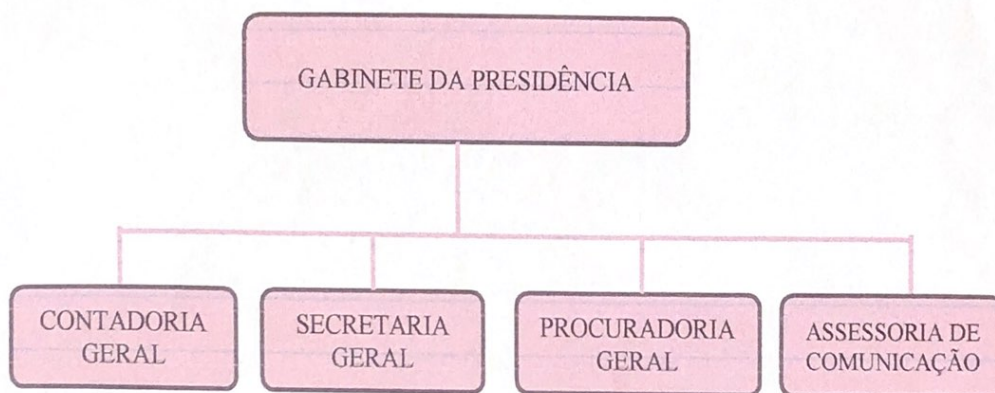 GABINETE DA PRESIDÊNCIA
CONTADORIA
GERAL
SECRETARIA
GERAL
PROCURADORIA
GERAL
ASSESSORIA DE
COMUNICAÇÃO